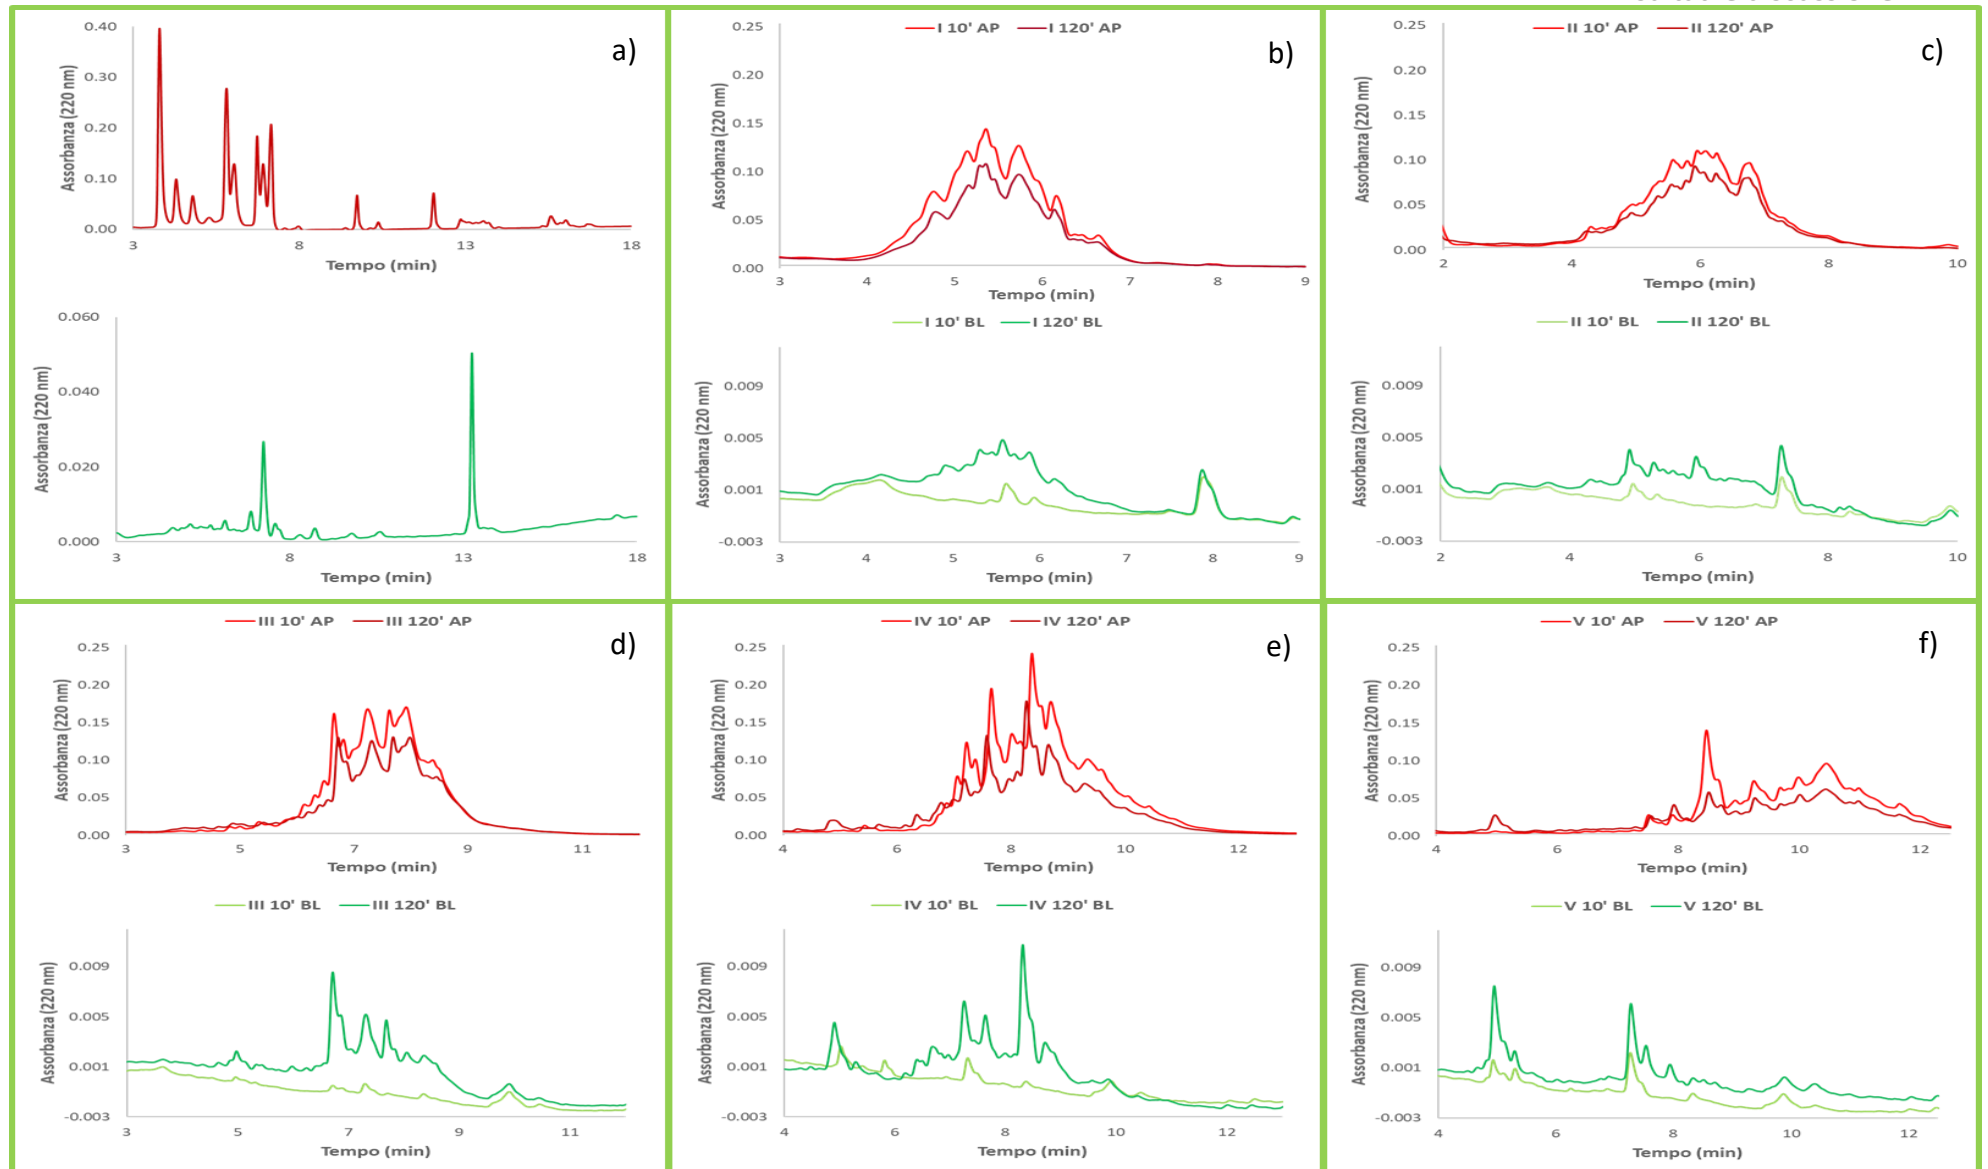 a)
Assorbanza (220 nm)
0.40
0.30
0.20
0.10
0.00
3 8 13 18
Tempo (min)
Assorbanza (220 nm)
0.060
0.040
0.020
0.000
3 8 13 18
Tempo (min)
I 10' AP I 120' AP
b)
Assorbanza (220 nm)
0.25
0.20
0.15
0.10
0.05
0.00
3 4 5 6 7 8 9
Tempo (min)
I 10' BL I 120' BL
Assorbanza (220 nm)
0.009
0.005
0.001
-0.003
3 4 5 6 7 8 9
Tempo (min)
II 10' AP II 120' AP
c)
Assorbanza (220 nm)
0.25
0.20
0.15
0.10
0.05
0.00
2 4 6 8 10
Tempo (min)
II 10' BL II 120' BL
Assorbanza (220 nm)
0.009
0.005
0.001
-0.003
2 4 6 8 10
Tempo (min)
III 10' AP III 120' AP
d)
Assorbanza (220 nm)
0.25
0.20
0.15
0.10
0.05
0.00
3 5 7 9 11
Tempo (min)
III 10' BL III 120' BL
Assorbanza (220 nm)
0.009
0.005
0.001
-0.003
3 5 7 9 11
Tempo (min)
IV 10' AP IV 120' AP
e)
Assorbanza (220 nm)
0.25
0.20
0.15
0.10
0.05
0.00
4 6 8 10 12
Tempo (min)
IV 10' BL IV 120' BL
Assorbanza (220 nm)
0.009
0.005
0.001
-0.003
4 6 8 10 12
Tempo (min)
V 10' AP V 120' AP
f)
Assorbanza (220 nm)
0.25
0.20
0.15
0.10
0.05
0.00
4 6 8 10 12
Tempo (min)
V 10' BL V 120' BL
Assorbanza (220 nm)
0.009
0.005
0.001
-0.003
4 6 8 10 12
Tempo (min)